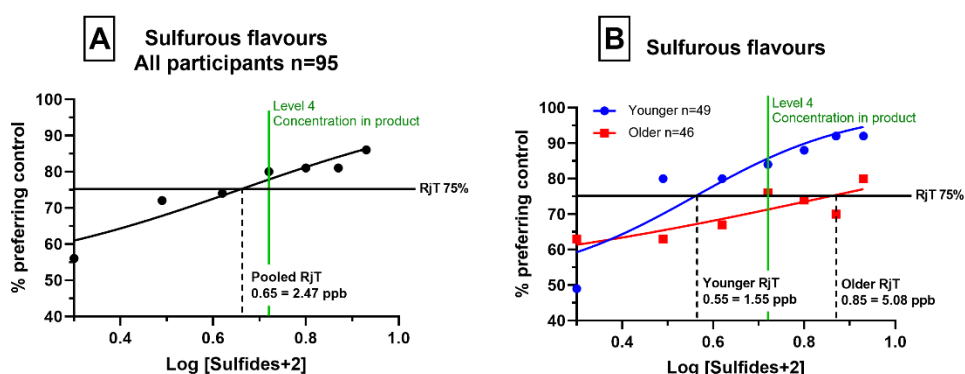 A
Sulfurous flavours
All participants n=95
Level 4
Concentration in product
100
90
80
70
60
50
40
% preferring control
RjT 75%
Pooled RjT
0.65 = 2.47 ppb
0.4
0.6
0.8
1.0
Log [Sulfides+2]
B
Sulfurous flavours
Younger n=49
Older n=46
Level 4
Concentration in product
100
90
80
70
60
50
40
% preferring control
RjT 75%
Younger RjT
0.55 = 1.55 ppb
Older RjT
0.85 = 5.08 ppb
0.4
0.6
0.8
1.0
Log [Sulfides+2]